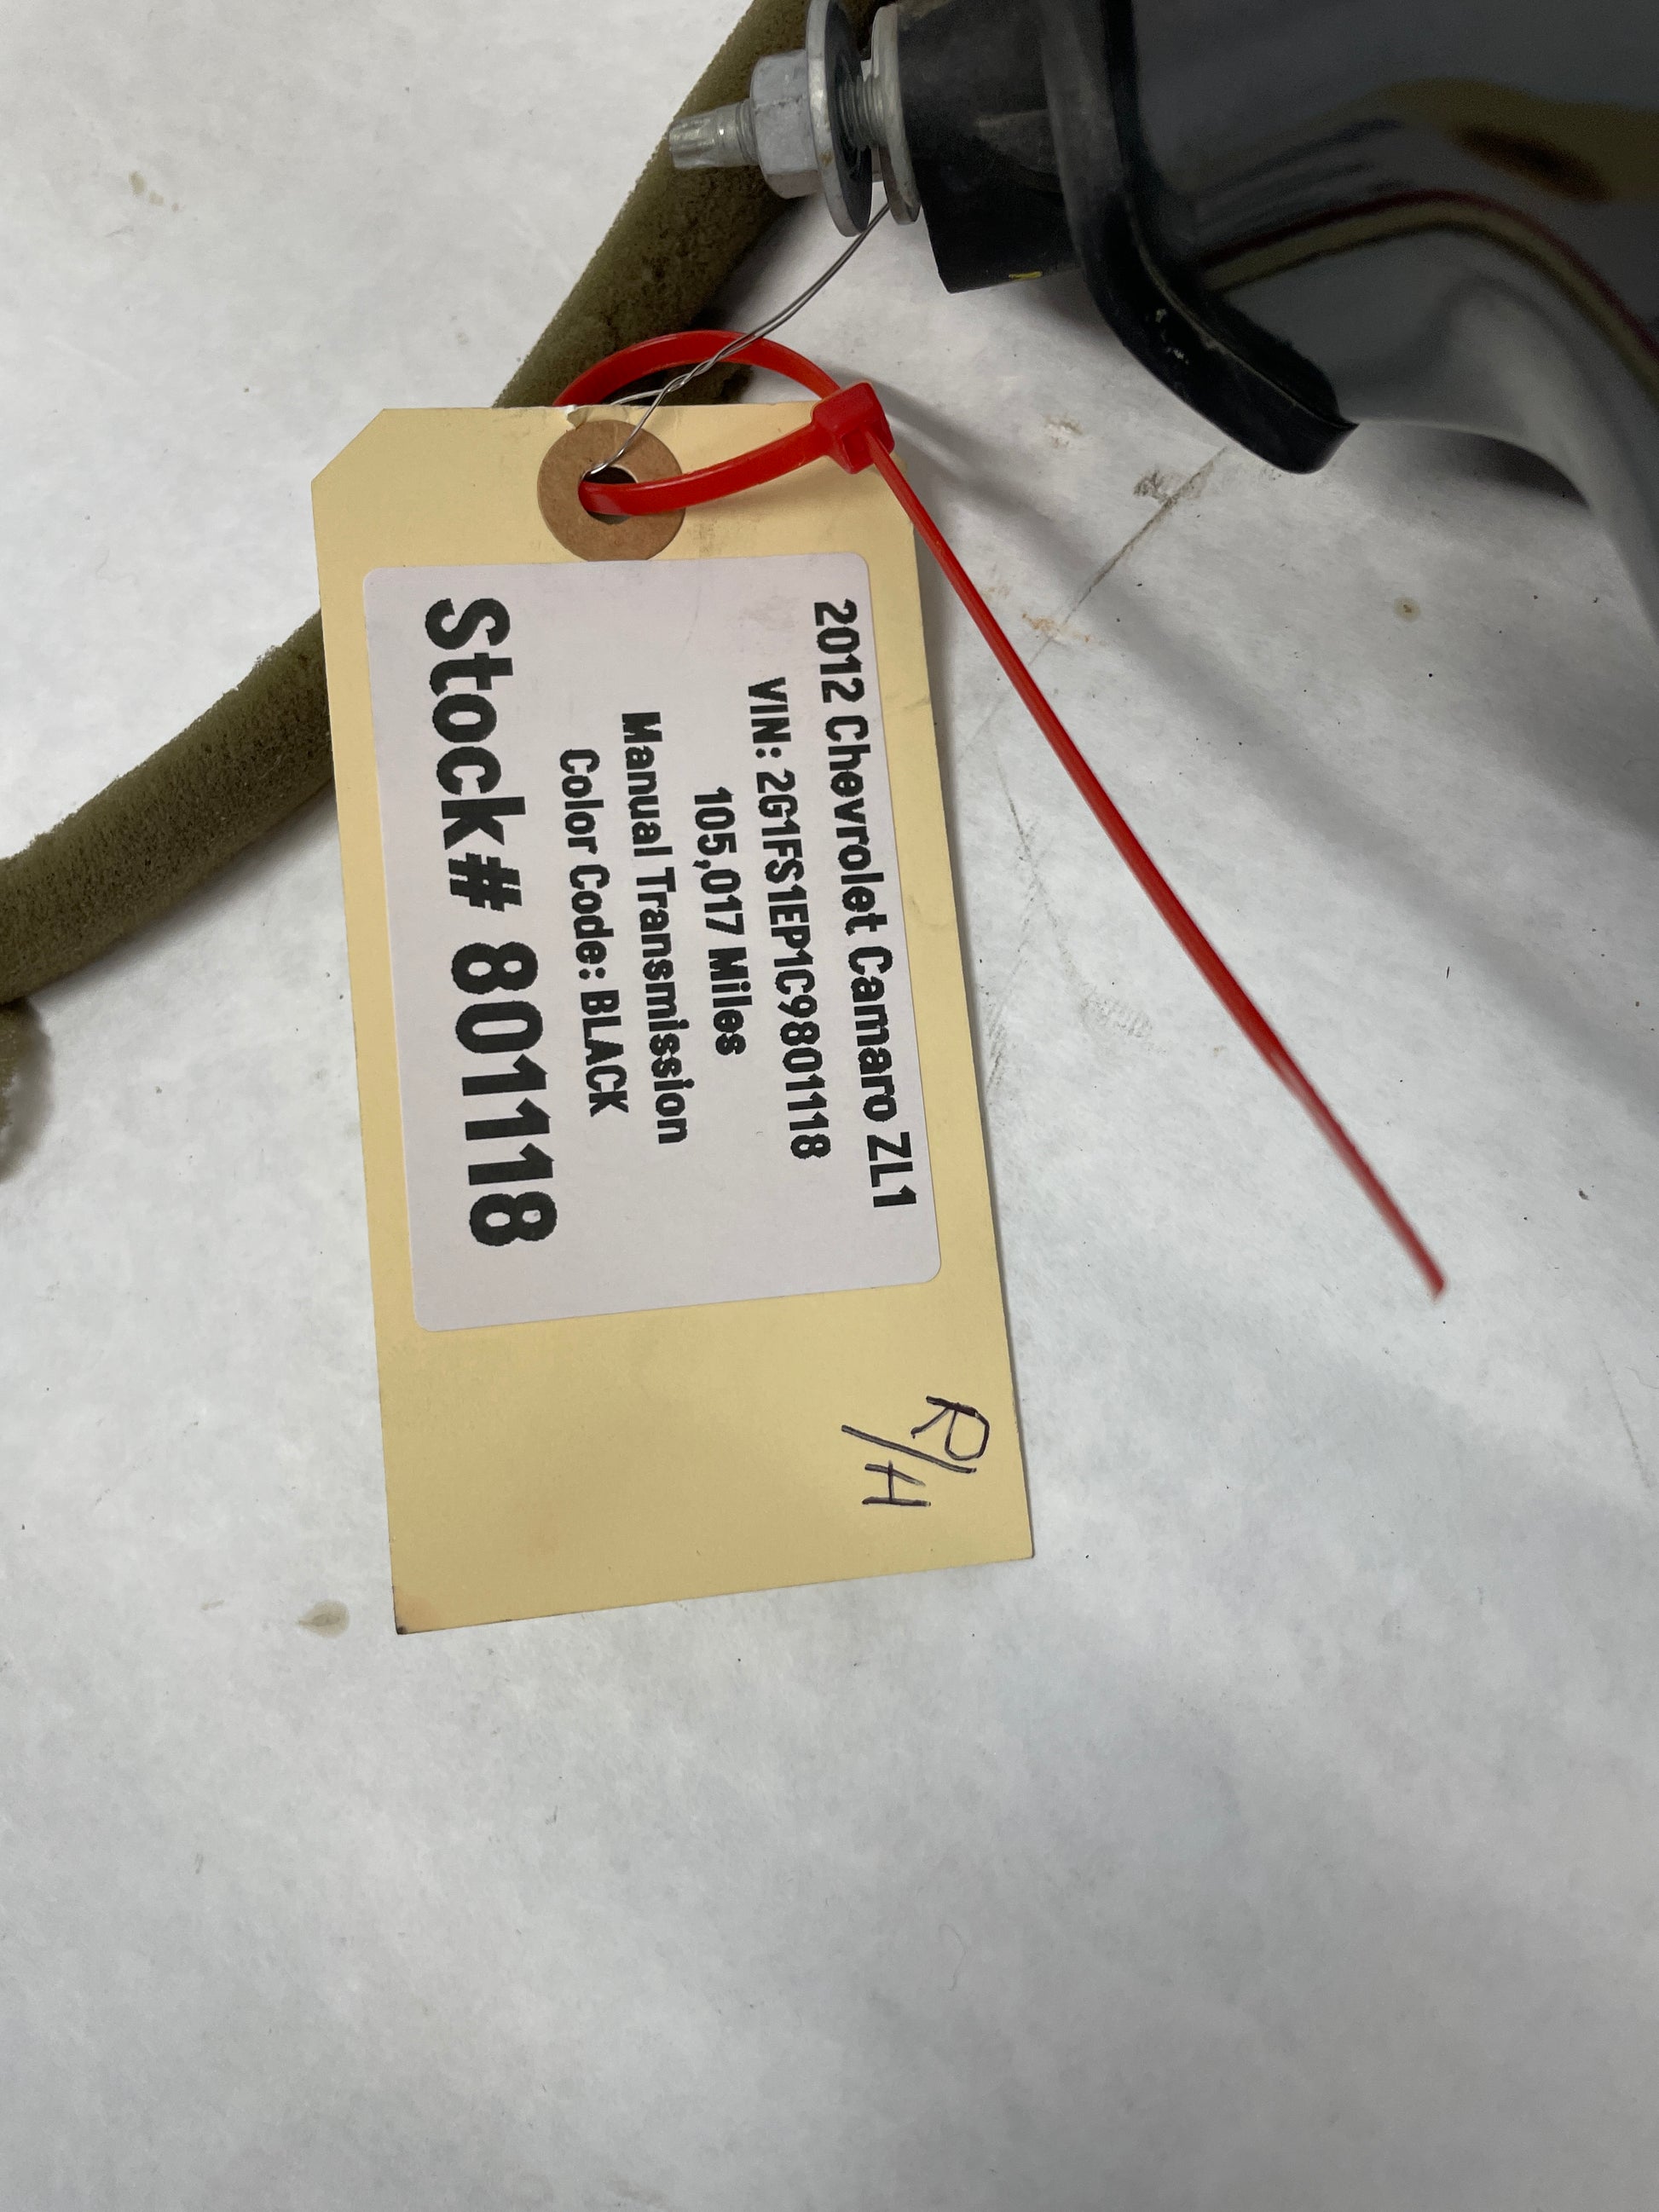 2012 Chevrolet Camaro ZL1
VIN: 2G1FS1EP1C9801118
105,017 Miles
Manual Transmission
Color Code: BLACK
Stock# 801118
R/H